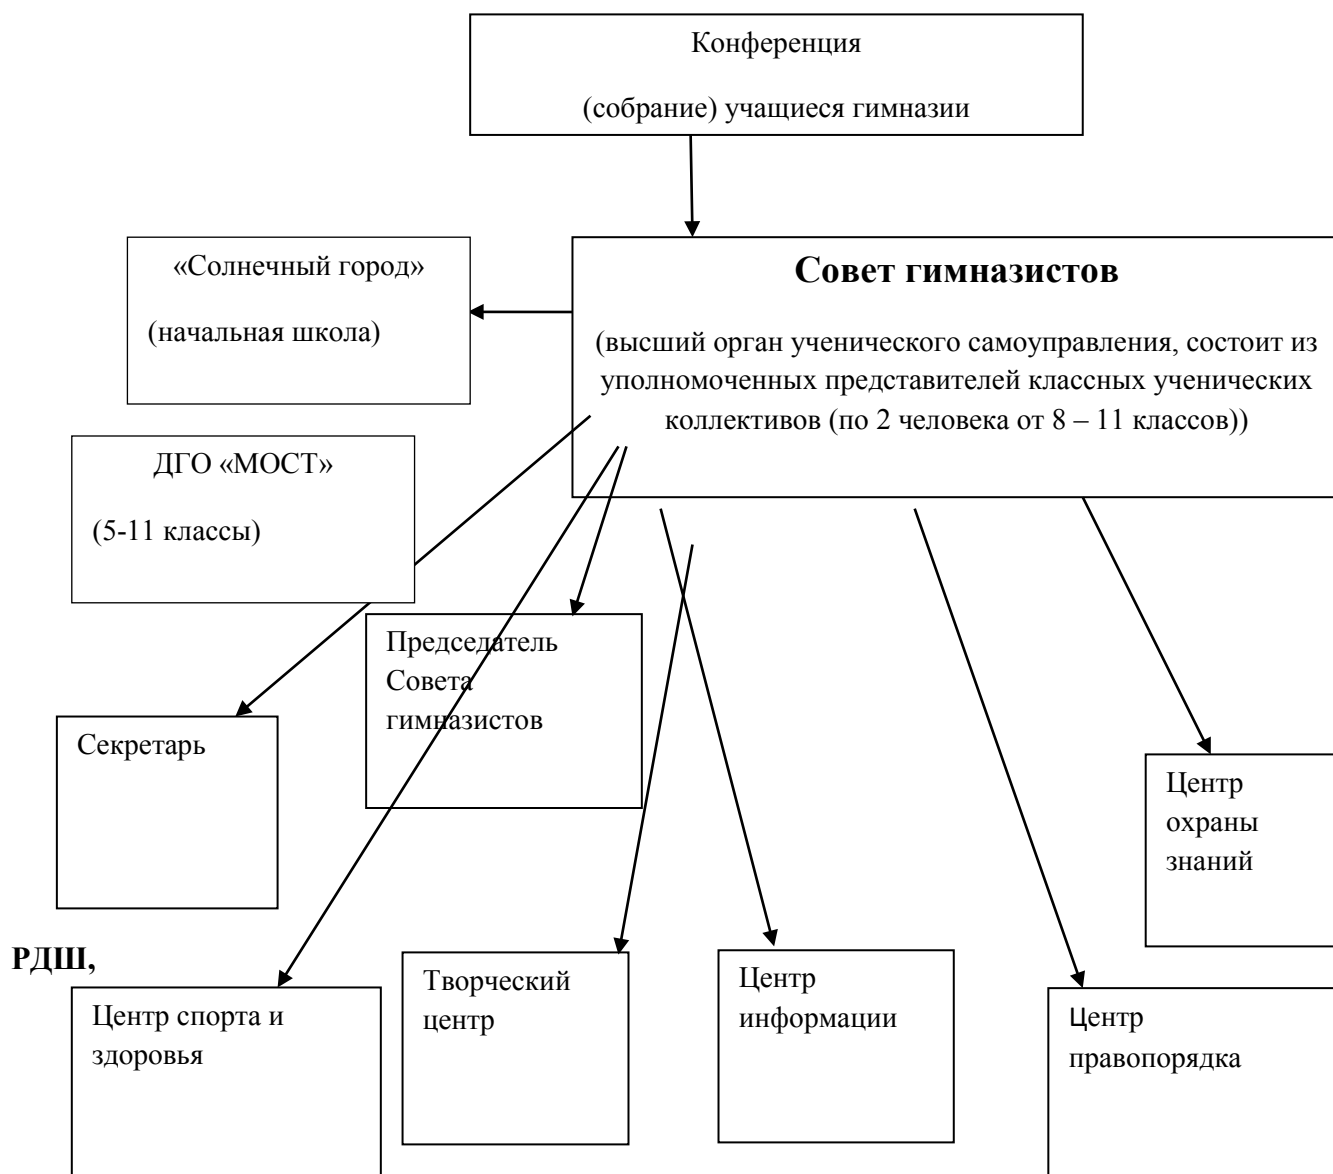 Конференция
(собрание) учащиеся гимназии
«Солнечный город»
(начальная школа)
Совет гимназистов
(высший орган ученического самоуправления, состоит из
уполномоченных представителей классных ученических
коллективов (по 2 человека от 8 – 11 классов))
ДГО «МОСТ»
(5-11 классы)
Председатель
Совета
гимназистов
Секретарь
Центр
охраны
знаний
РДШ,
Центр спорта и
здоровья
Творческий
центр
Центр
информации
Центр
правопорядка